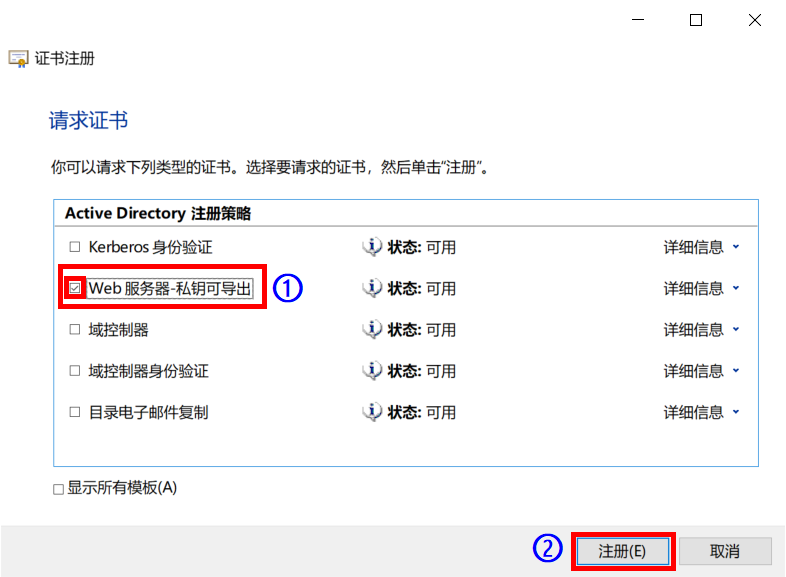 证书注册
请求证书
你可以请求下列类型的证书。选择要请求的证书，然后单击“注册”。
Active Directory 注册策略
Kerberos 身份验证 状态: 可用 详细信息
Web 服务器-私钥可导出 ① 状态: 可用 详细信息
域控制器 状态: 可用 详细信息
域控制器身份验证 状态: 可用 详细信息
目录电子邮件复制 状态: 可用 详细信息
显示所有模板(A)
② 注册(E) 取消